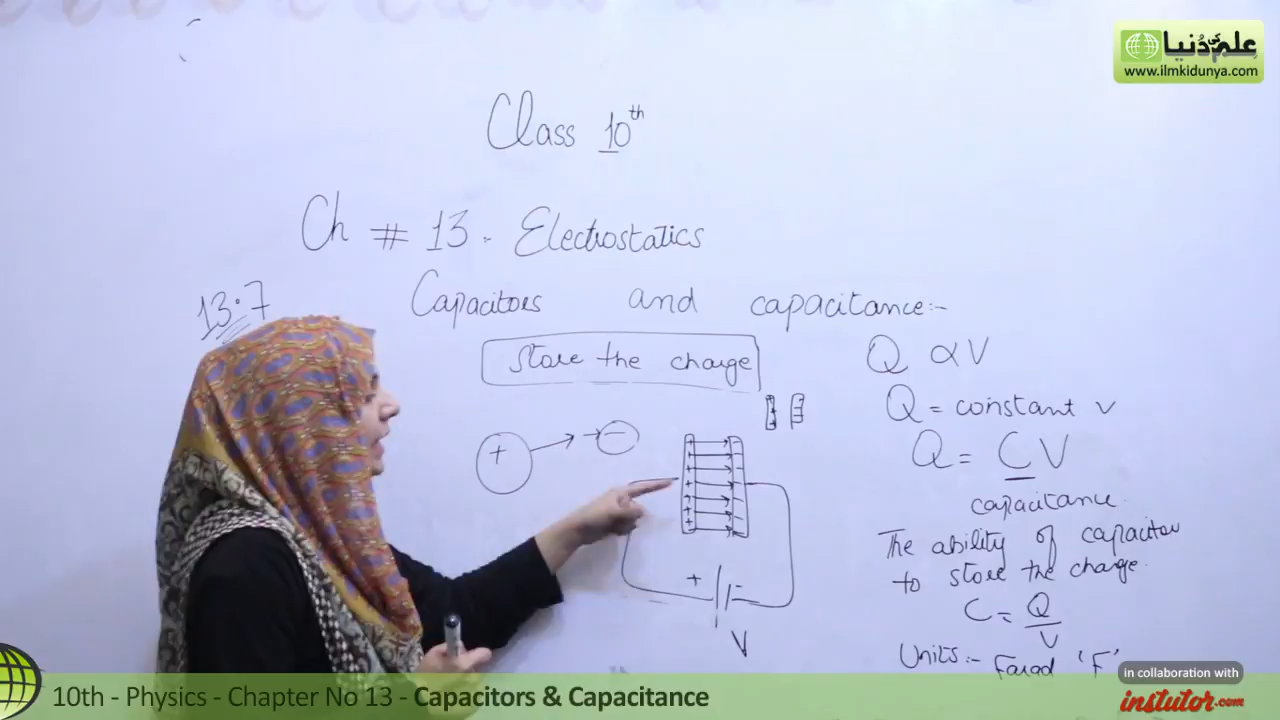 علم کی دُنیا
www.ilmkidunya.com
Class 10th
Ch # 13. Electrostatics
13.7
Capacitors and capacitance:-
Store the charge
Q ∝ V
Q = constant v
Q = CV
capacitance.
The ability of capacitor
to store the charge.
C = Q/V
Units:- Farad 'F'
+
-
+
-
V
in collaboration with
instutor.com
10th - Physics - Chapter No 13 - Capacitors & Capacitance